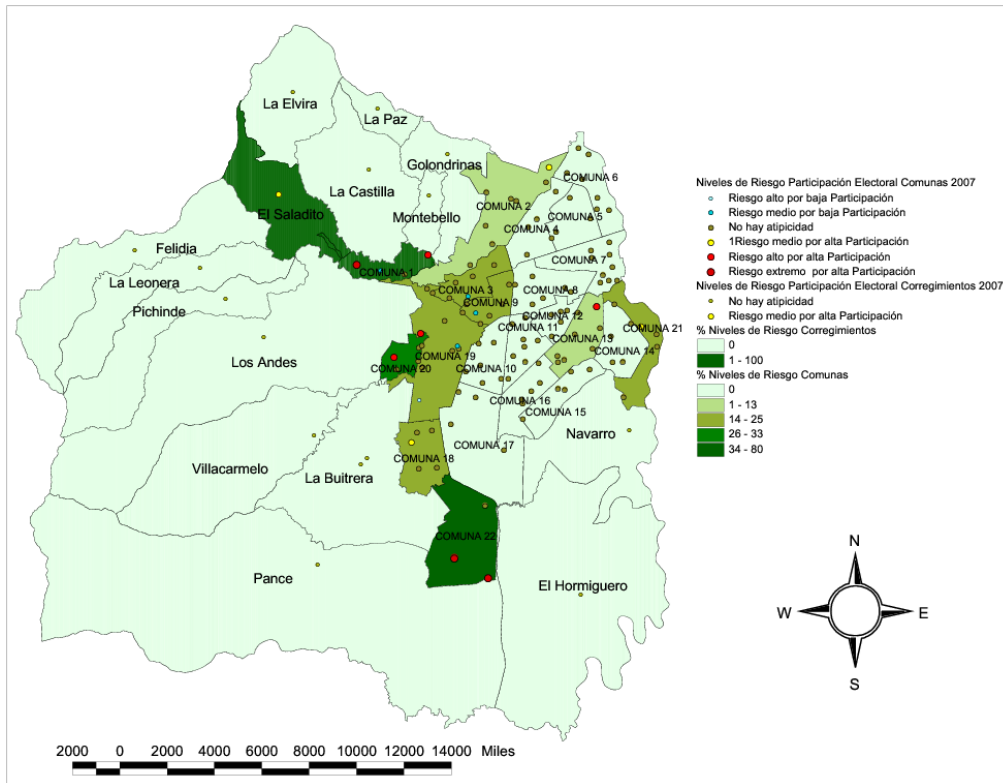 La Elvira
La Paz
Golondrinas
COMUNA 6
La Castilla
COMUNA 2
El Saladito
Montebello
COMUNA 5
COMUNA 4
Felidia
COMUNA 7
COMUNA 1
La Leonera
COMUNA 3
COMUNA 8
Pichinde
COMUNA 9
COMUNA 12
COMUNA 11
COMUNA 21
COMUNA 13
Los Andes
COMUNA 19
COMUNA 14
COMUNA 20
COMUNA 10
COMUNA 16
COMUNA 15
Navarro
COMUNA 17
COMUNA 18
Villacarmelo
La Buitrera
COMUNA 22
Pance
El Hormiguero
Niveles de Riesgo Participación Electoral Comunas 2007
Riesgo alto por baja Participación
Riesgo medio por baja Participación
No hay atipicidad
1Riesgo medio por alta Participación
Riesgo alto por alta Participación
Riesgo extremo por alta Participación
Niveles de Riesgo Participación Electoral Corregimientos 2007
No hay atipicidad
Riesgo medio por alta Participación
% Niveles de Riesgo Corregimientos
0
1 - 100
% Niveles de Riesgo Comunas
0
1 - 13
14 - 25
26 - 33
34 - 80
N
W
E
S
2000 0 2000 4000 6000 8000 10000 12000 14000 Miles